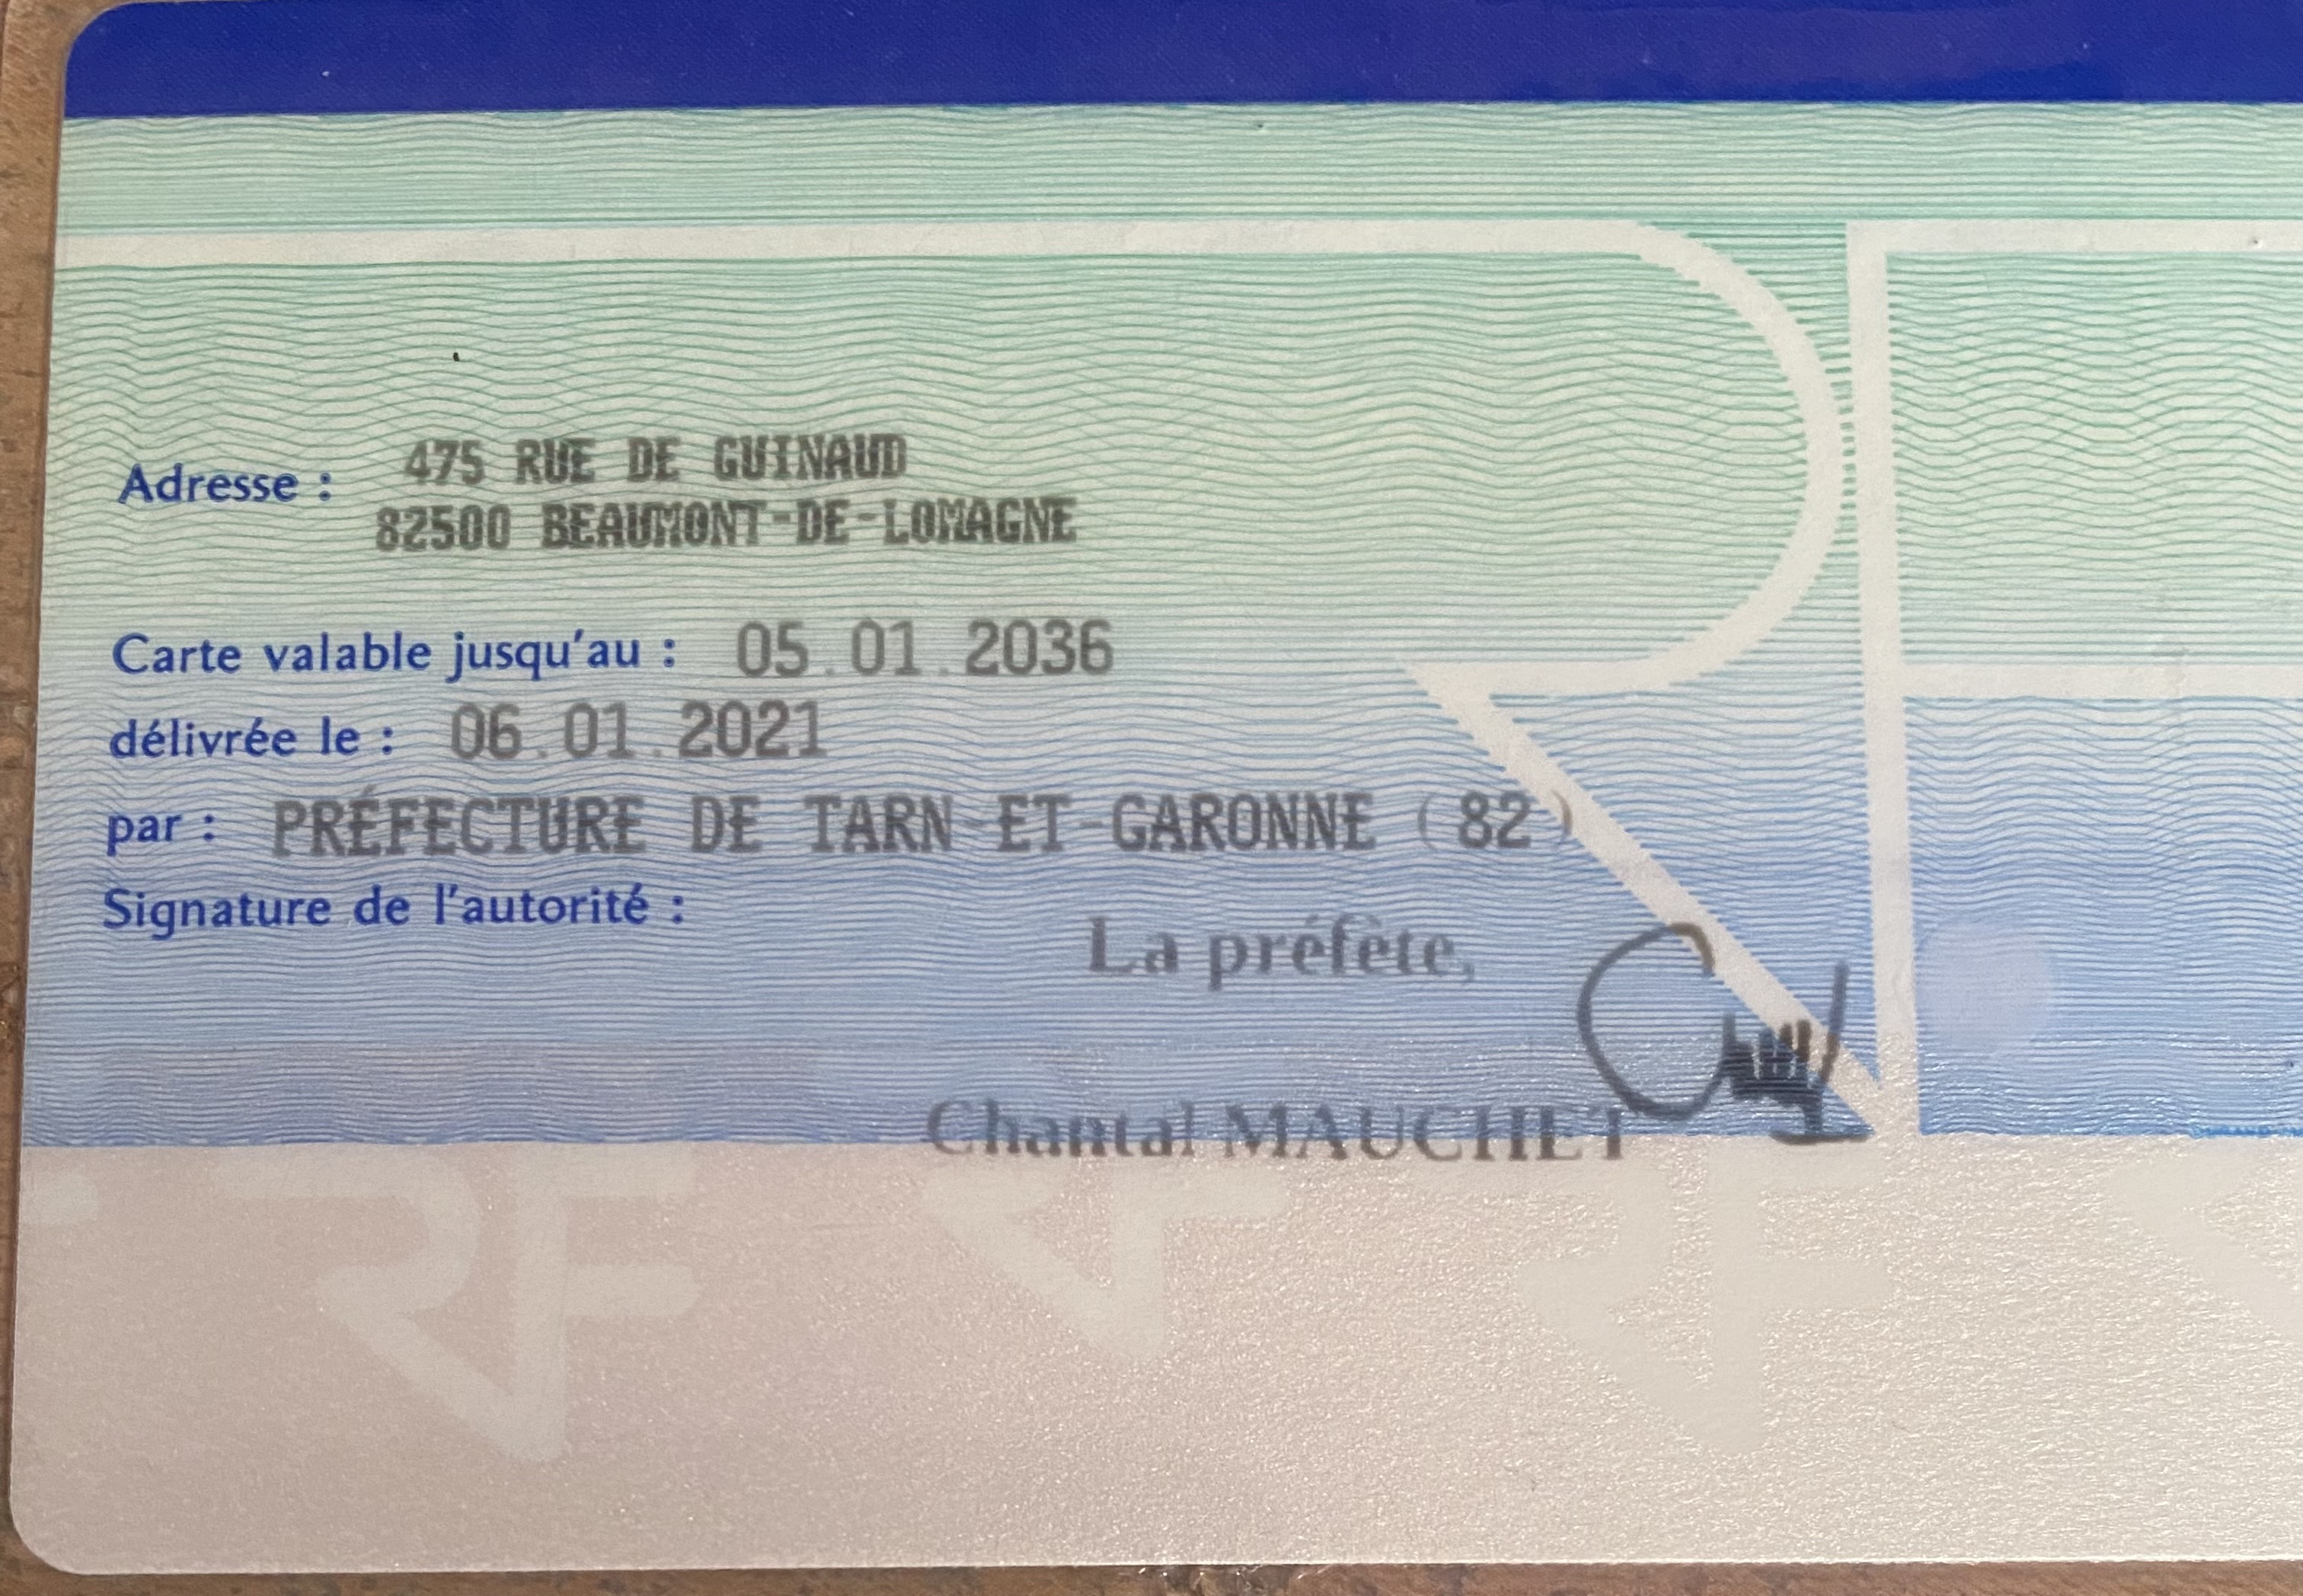 Adresse : 475 RUE DE GUINAUD
82500 BEAUMONT-DE-LOMAGNE
Carte valable jusqu'au : 05.01.2036
délivrée le : 06.01.2021
par : PRÉFECTURE DE TARN-ET-GARONNE (82)
Signature de l'autorité :
La préfète,
Chantal MAUCHET
RF